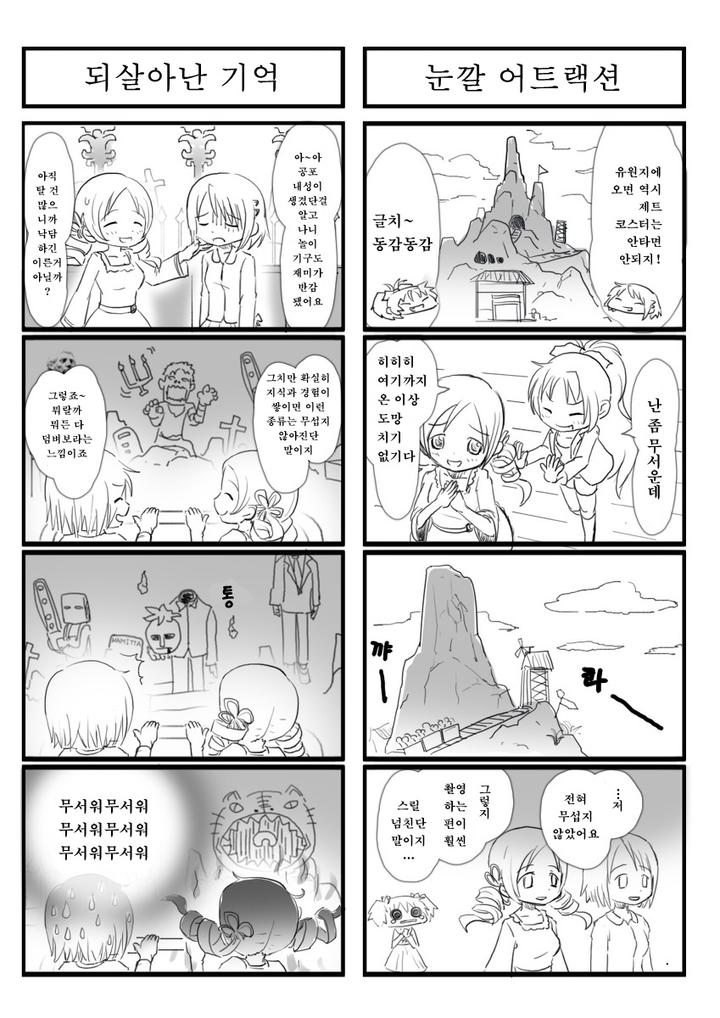 눈깔 어트랙션
유원지에
오면 역시
제트
코스터는
안타면
안되지!
글치~
동감동감
난 좀 무서운데
히히히
여기까지
온 이상
도망
치기
없기다
꺄ㅡ
콰ㅡ
…저
전혀
무섭지
않았어요
그렇지
촬영
하는
편이
훨씬
스릴
넘친단
말이지
…
되살아난 기억
아~아
공포
내성이
생겼단걸
알고
나니
놀이
기구도
재미가
반감
됐어요
아직
탈 건
많으
니까
낙담
하긴
이른거
아닐까
?
그치만 확실히
지식과 경험이
쌓이면 이런
종류는 무섭지
않아진단
말이지
그렇죠~
뭐랄까
뭐든 다
덤벼보라는
느낌이죠
통
MAMITTA
무서워무서워
무서워무서워
무서워무서워